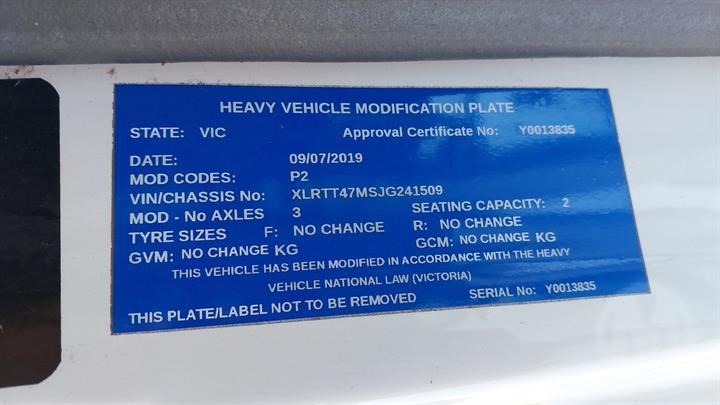 HEAVY VEHICLE MODIFICATION PLATE
STATE: VIC Approval Certificate No: Y0013835
DATE: 09/07/2019
MOD CODES: P2
VIN/CHASSIS No: XLRTT47MSJG241509
MOD - No AXLES 3 SEATING CAPACITY: 2
TYRE SIZES F: NO CHANGE R: NO CHANGE
GVM: NO CHANGE KG GCM: NO CHANGE KG
THIS VEHICLE HAS BEEN MODIFIED IN ACCORDANCE WITH THE HEAVY
VEHICLE NATIONAL LAW (VICTORIA)
THIS PLATE/LABEL NOT TO BE REMOVED SERIAL No: Y0013835